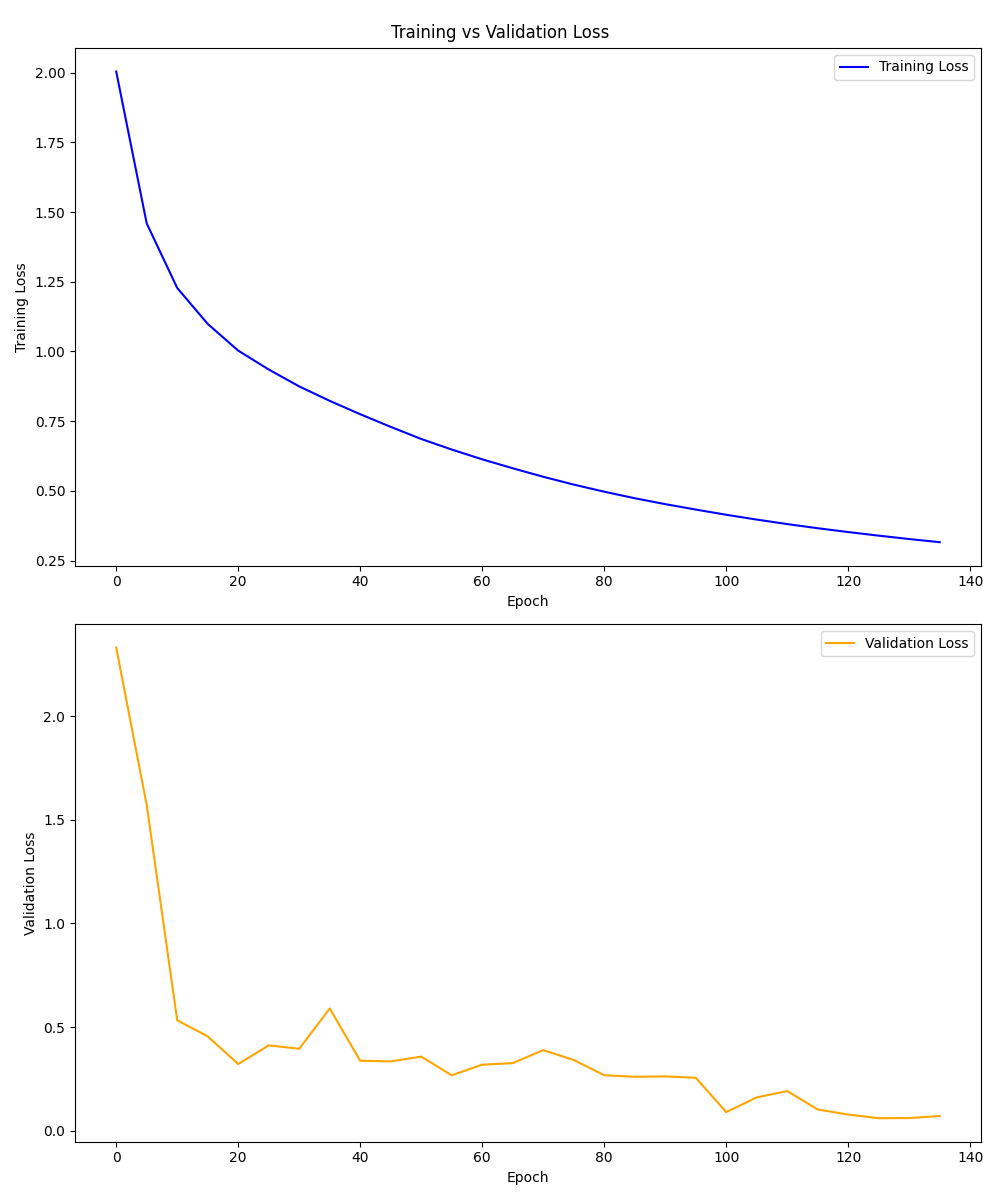 Training vs Validation Loss
Training Loss
2.00
1.75
1.50
1.25
1.00
0.75
0.50
0.25
Training Loss
0 20 40 60 80 100 120 140
Epoch
Validation Loss
2.0
1.5
1.0
0.5
0.0
Validation Loss
0 20 40 60 80 100 120 140
Epoch